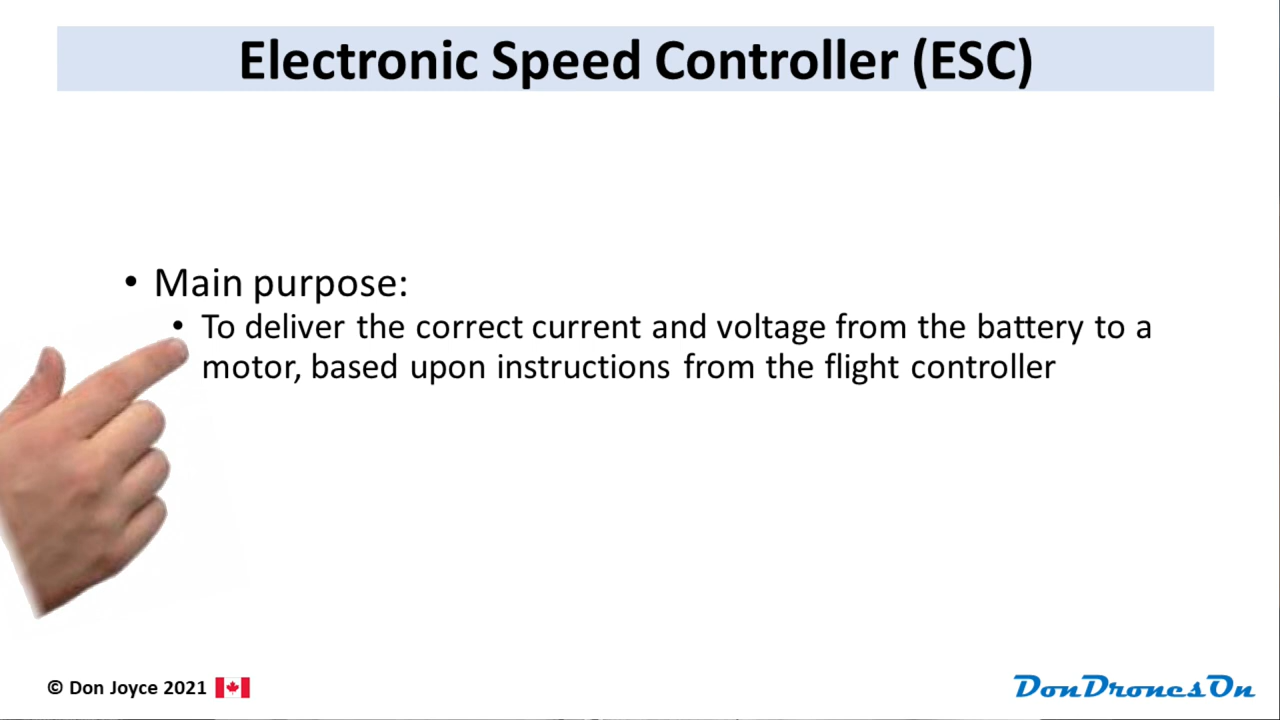 Electronic Speed Controller (ESC)
• Main purpose:
• To deliver the correct current and voltage from the battery to a
motor, based upon instructions from the flight controller
© Don Joyce 2021
DonDronesOn